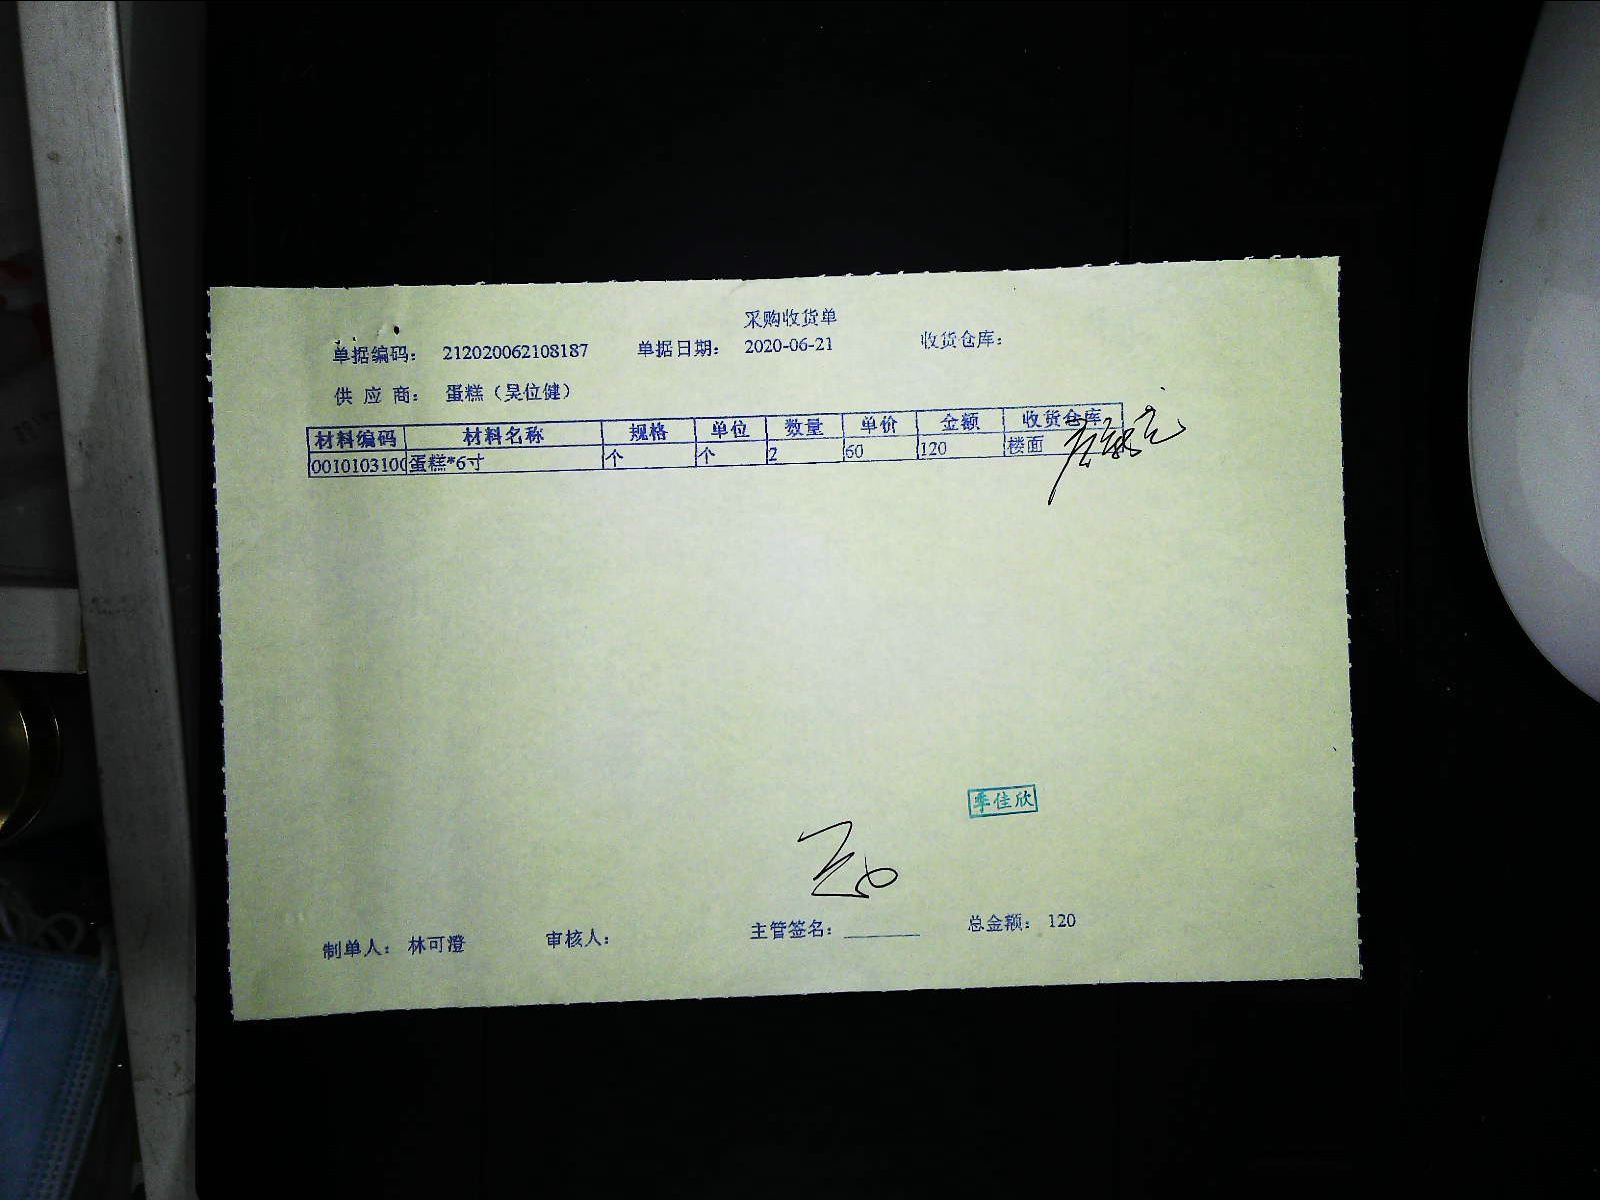 采购收货单
单据编码： 212020062108187 单据日期： 2020-06-21 收货仓库：
供 应 商： 蛋糕（吴位健）
材料编码 材料名称 规格 单位 数量 单价 金额 收货仓库
0010103100 蛋糕*6寸 个 个 2 60 120 楼面
季佳欣
制单人： 林可澄 审核人： 主管签名： 总金额： 120